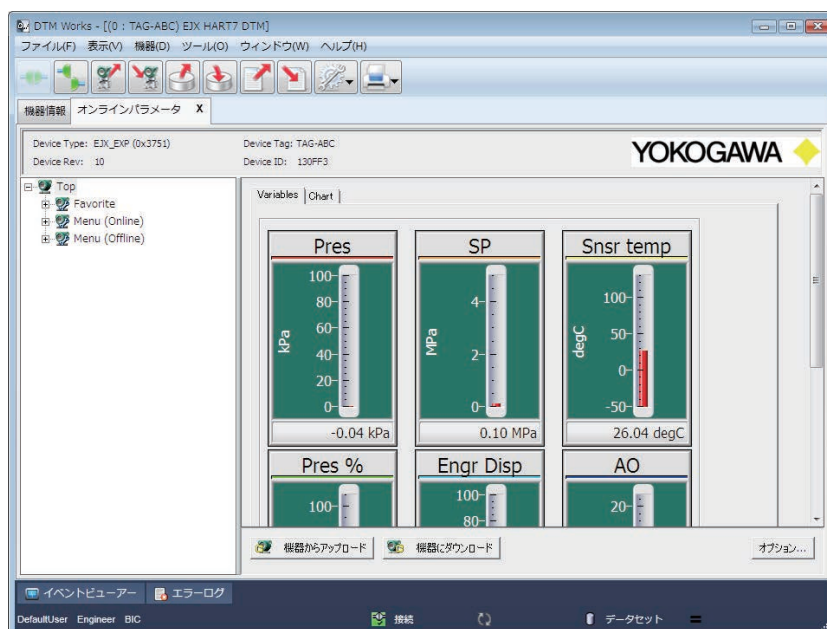 DTM Works - [(0 : TAG-ABC) EJX HART7 DTM]
ファイル(F) 表示(V) 機器(D) ツール(O) ウィンドウ(W) ヘルプ(H)
機器情報 オンラインパラメータ X
Device Type: EJX_EXP (0x3751) Device Tag: TAG-ABC
Device Rev: 10 Device ID: 130FF3
YOKOGAWA
Top
Favorite
Menu (Online)
Menu (Offline)
Variables Chart
Pres
100
80
60
40
20
0
kPa
-0.04 kPa
SP
4
2
0
MPa
0.10 MPa
Snsr temp
100
50
0
-50
degC
26.04 degC
Pres %
100
Engr Disp
100
80
AO
20
機器からアップロード 機器にダウンロード オプション...
イベントビューアー エラーログ
DefaultUser Engineer BIC 接続 データセット